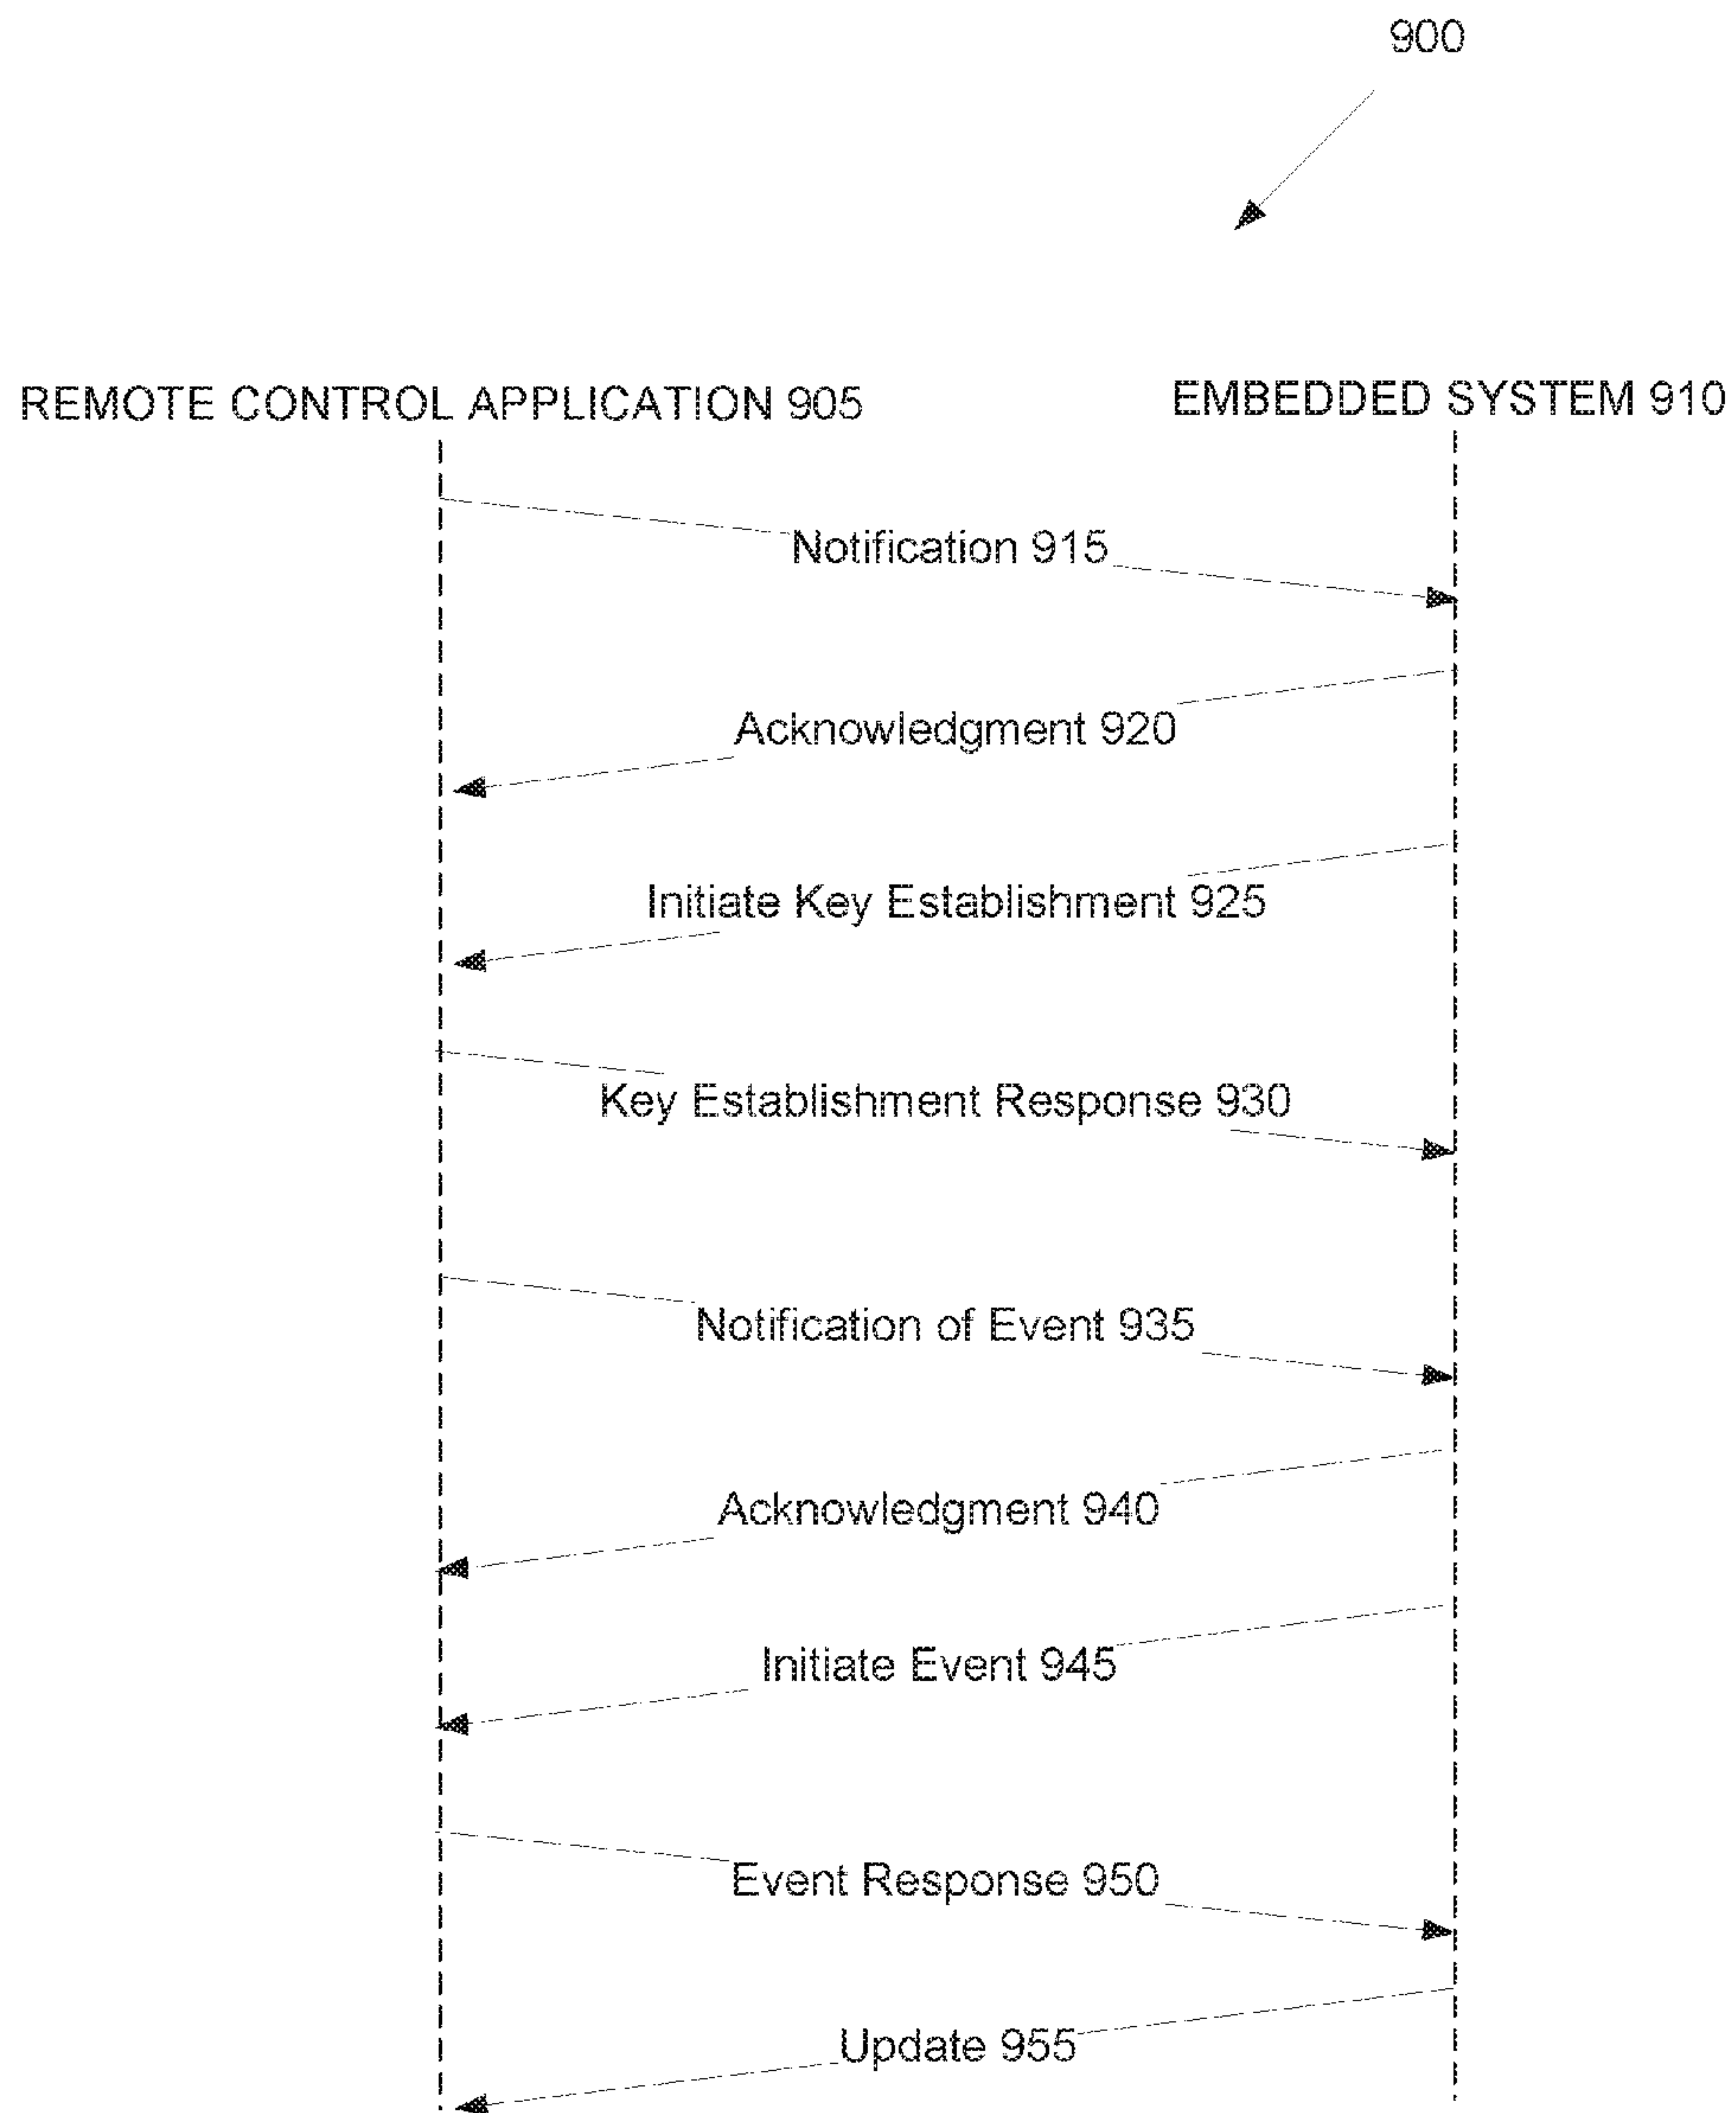 900
REMOTE CONTROL APPLICATION 905
EMBEDDED SYSTEM 910
Notification 915
Acknowledgment 920
Initiate Key Establishment 925
Key Establishment Response 930
Notification of Event 935
Acknowledgment 940
Initiate Event 945
Event Response 950
Update 955